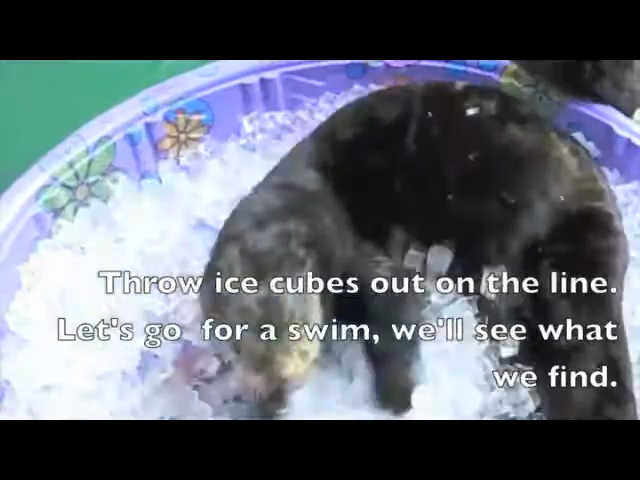 Throw ice cubes out on the line.
Let's go for a swim, we'll see what
we find.